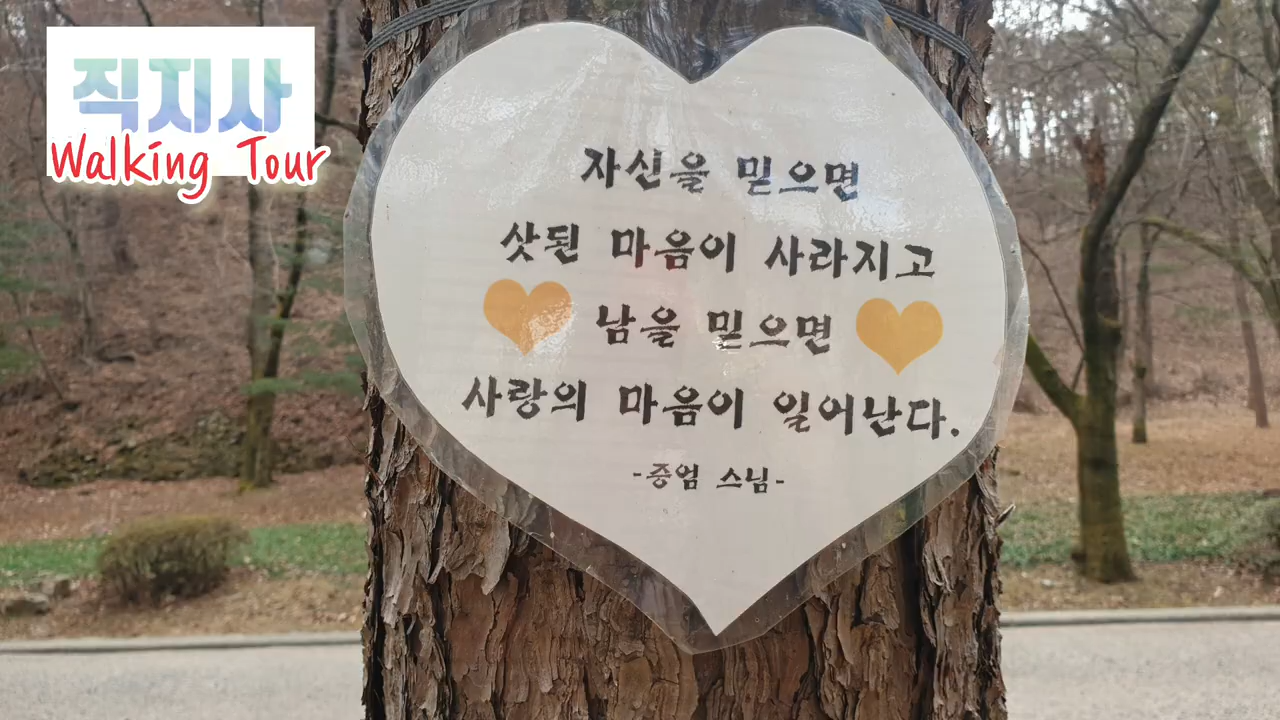 직지사
Walking Tour
자신을 믿으면
삿된 마음이 사라지고
남을 믿으면
사랑의 마음이 일어난다.
-증엄 스님-